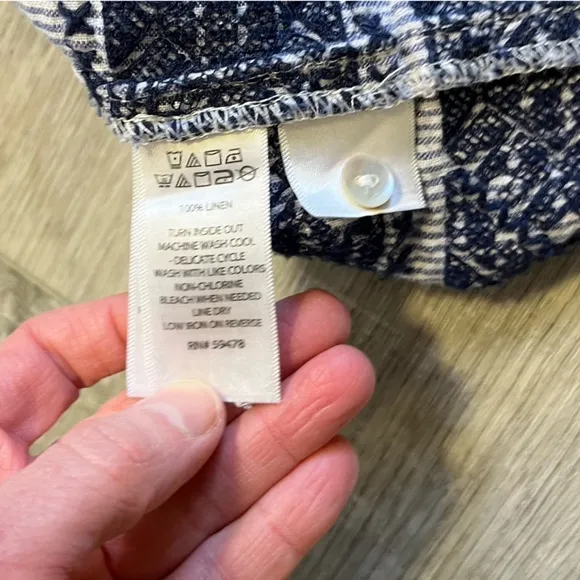 100% LINEN
TURN INSIDE OUT
MACHINE WASH COOL
- DELICATE CYCLE
WASH WITH LIKE COLORS
NON-CHLORINE
BLEACH WHEN NEEDED
LINE DRY
LOW IRON ON REVERSE
RN# 59478